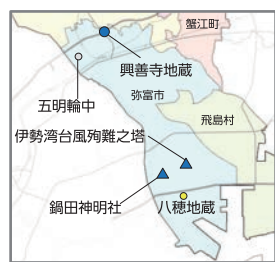 蟹江町
興善寺地蔵
五明輪中
弥富市
飛島村
伊勢湾台風殉難之塔
鍋田神明社
八穂地蔵